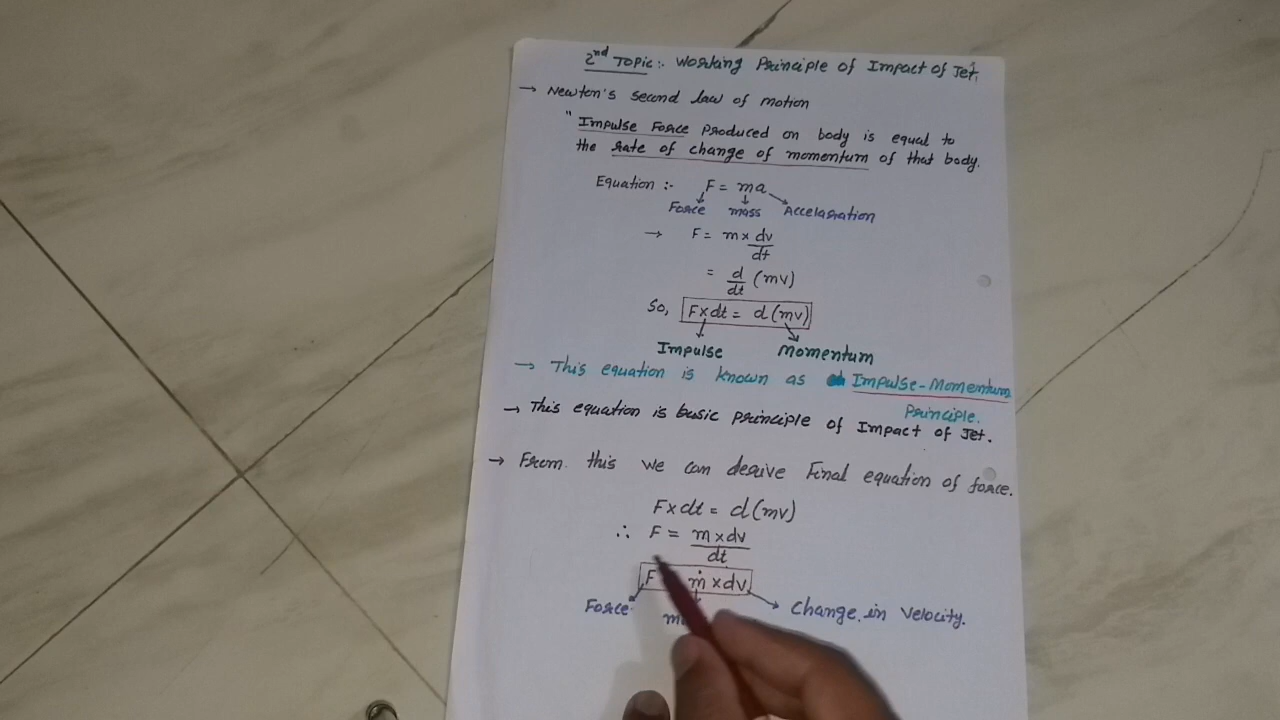 2nd Topic:- Working Principle of Impact of Jet.
→ Newton's second law of motion
"Impulse Force produced on body is equal to
the rate of change of momentum of that body.
Equation :- F = ma
Force mass Accelaration
→ F = m x dv/dt
= d/dt (mv)
So, Fxdt = d(mv)
Impulse Momentum
→ This equation is known as Impulse-Momentum
Principle.
→ This equation is basic principle of Impact of Jet.
→ From this we can derive Final equation of force.
Fxdt = d(mv)
∴ F = m x dv/dt
F ṁ x dv
Force Change in velocity.